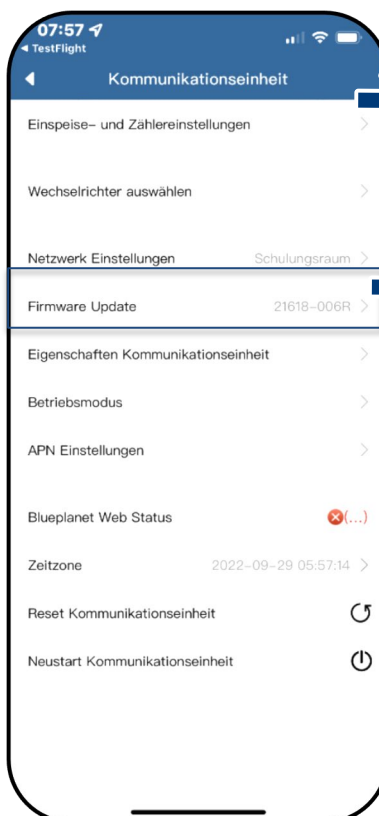 07:57
◀ TestFlight
Kommunikationseinheit
Einspeise- und Zählereinstellungen
Wechselrichter auswählen
Netzwerk Einstellungen Schulungsraum
Firmware Update 21618-006R
Eigenschaften Kommunikationseinheit
Betriebsmodus
APN Einstellungen
Blueplanet Web Status (...)
Zeitzone 2022-09-29 05:57:14
Reset Kommunikationseinheit
Neustart Kommunikationseinheit